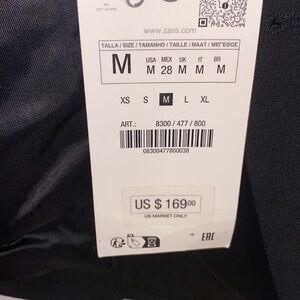 www.zara.com
TALLA / SIZE / TAMANHO / TAILLE / MAAT / ΜΕΓΕΘΟΣ
M
USA MEX UK IT BR
M 28 M M M
XS S M L XL
ART.: 8300 / 477 / 800
08300477800038
US $ 169.00
US MARKET ONLY
EAC